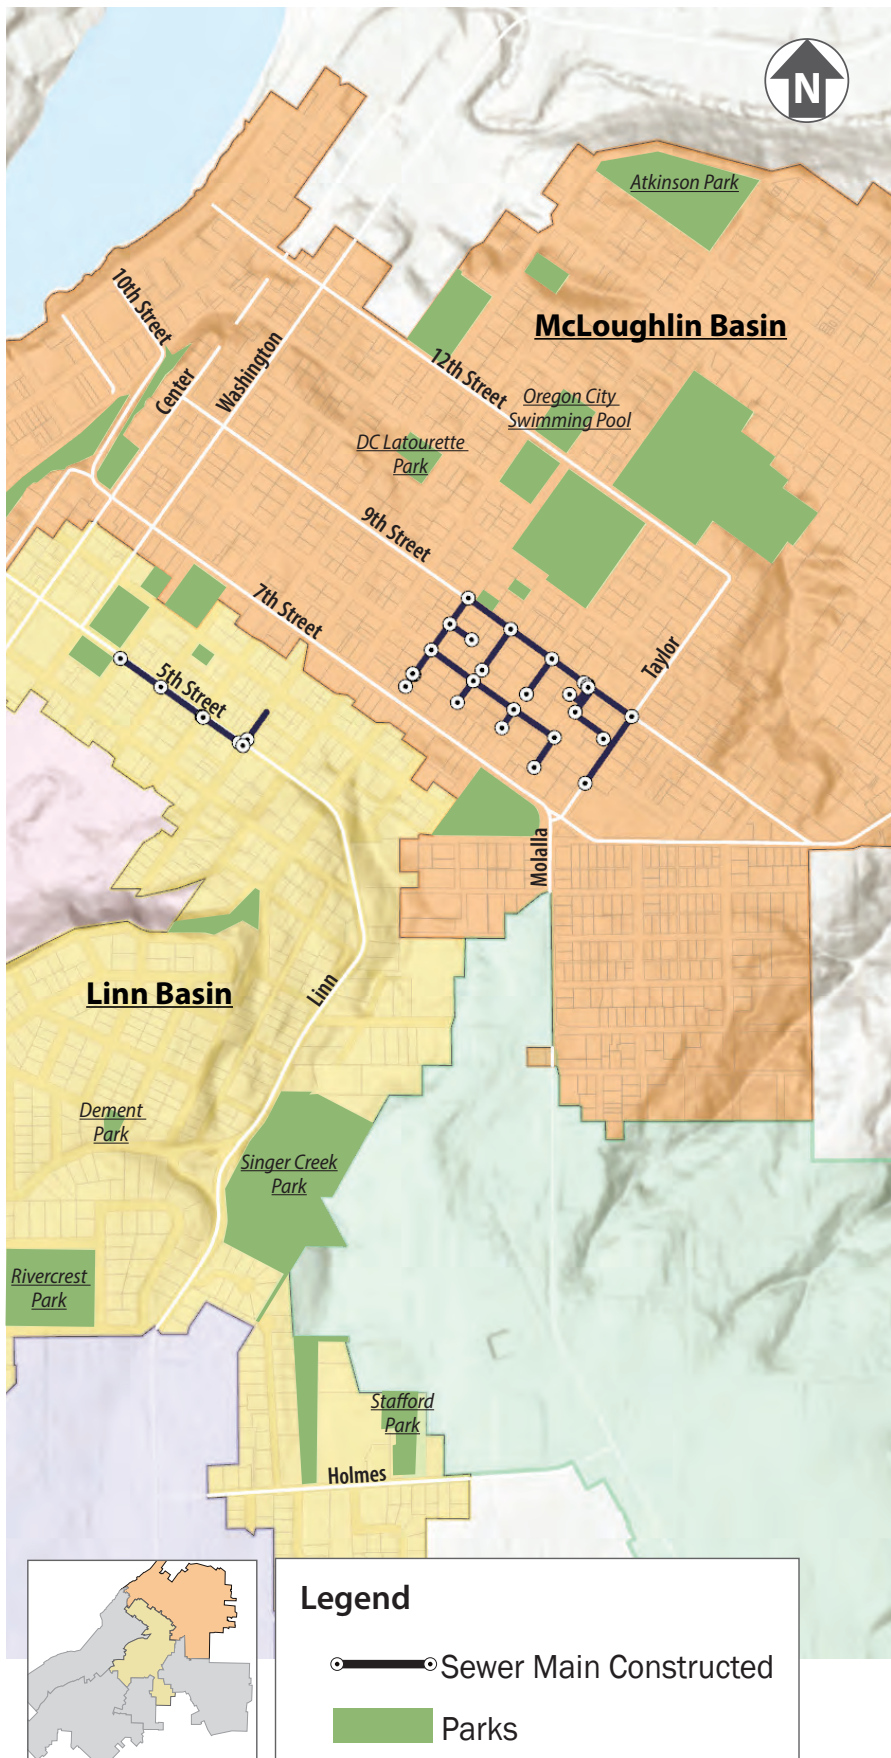 N
Atkinson Park
10th Street
McLoughlin Basin
Washington
12th Street
Center
Oregon City
Swimming Pool
DC Latourette
Park
9th Street
7th Street
Taylor
5th Street
Molalla
Linn
Linn Basin
Dement
Park
Singer Creek
Park
Rivercrest
Park
Stafford
Park
Holmes
Legend
Sewer Main Constructed
Parks